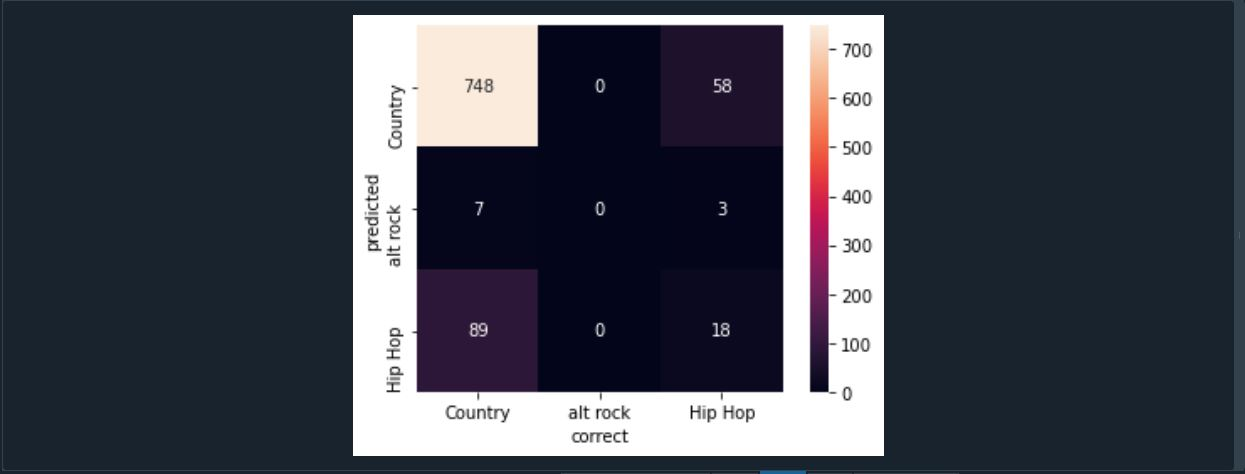 748 0 58
7 0 3
89 0 18
Country
alt rock
Hip Hop
predicted
Country alt rock Hip Hop
correct
700
600
500
400
300
200
100
0